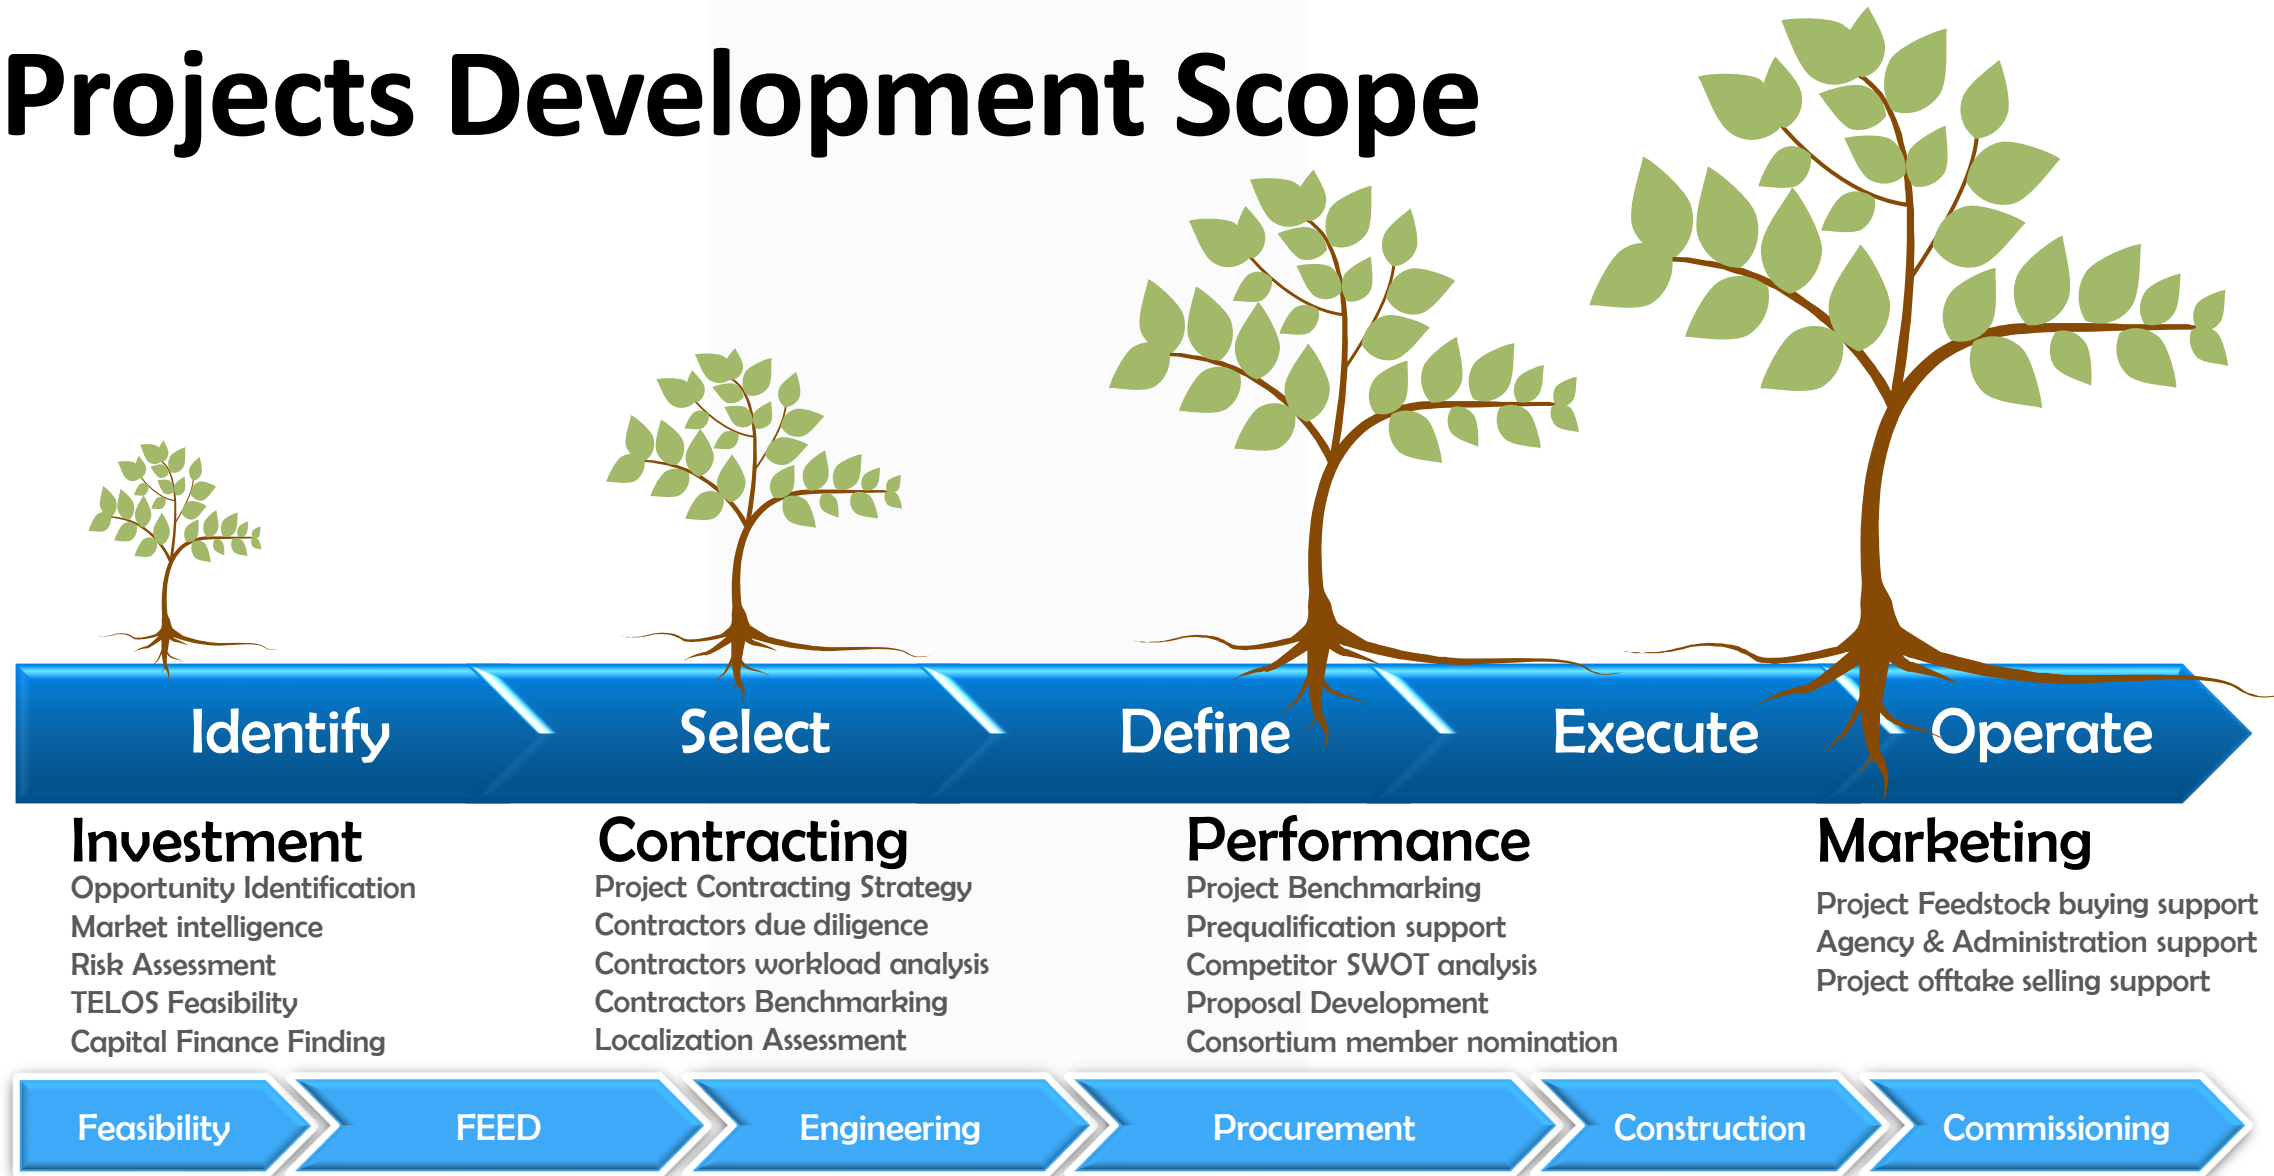 Projects Development Scope
Identify
Select
Define
Execute
Operate
Investment
Opportunity Identification
Market intelligence
Risk Assessment
TELOS Feasibility
Capital Finance Finding
Contracting
Project Contracting Strategy
Contractors due diligence
Contractors workload analysis
Contractors Benchmarking
Localization Assessment
Performance
Project Benchmarking
Prequalification support
Competitor SWOT analysis
Proposal Development
Consortium member nomination
Marketing
Project Feedstock buying support
Agency & Administration support
Project offtake selling support
Feasibility
FEED
Engineering
Procurement
Construction
Commissioning